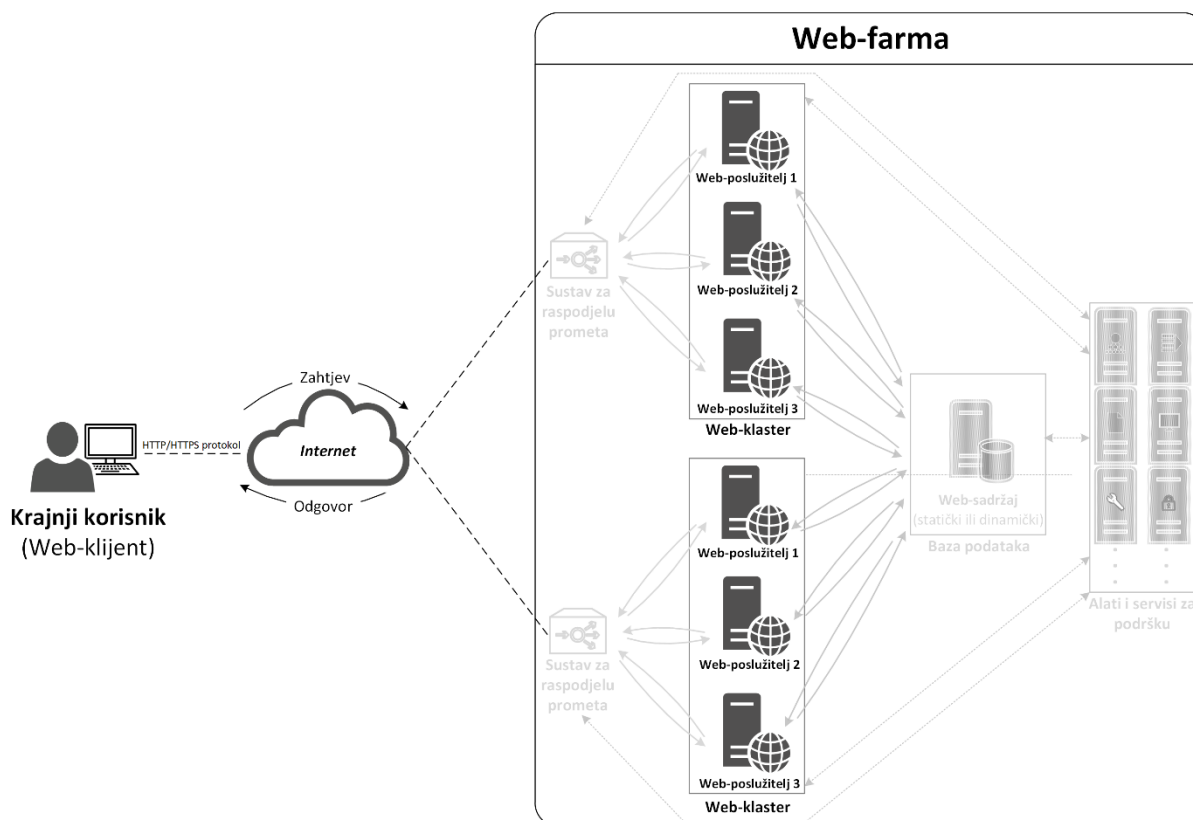 Web-farma
Web-poslužitelj 1
Web-poslužitelj 2
Sustav za
raspodjelu
prometa
Web-poslužitelj 3
Web-klaster
Zahtjev
HTTP/HTTPS protokol
Internet
Odgovor
Krajnji korisnik
(Web-klijent)
Web-poslužitelj 1
Web-poslužitelj 2
Sustav za
raspodjelu
prometa
Web-poslužitelj 3
Web-klaster
Web-sadržaj
(statički ili dinamički)
Baza podataka
Alati i servisi za
podršku